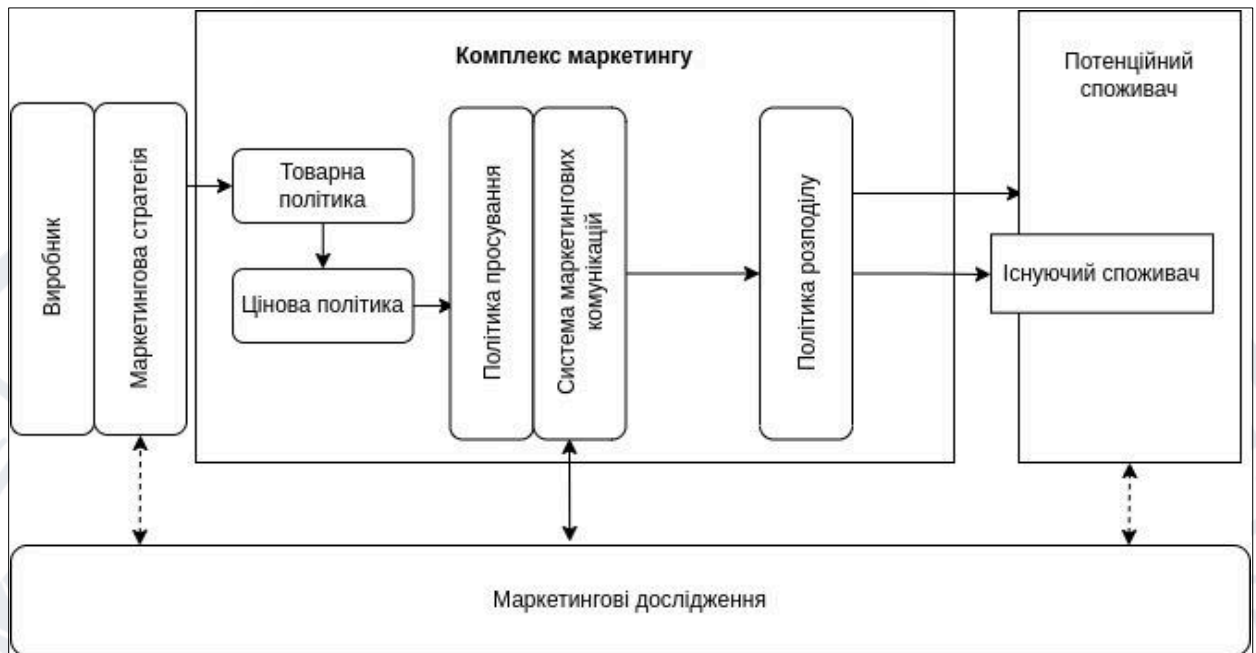 Комплекс маркетингу
Потенційний
споживач
Виробник
Маркетингова стратегія
Товарна
політика
Цінова політика
Політика просування
Система маркетингових
комунікацій
Політика розподілу
Існуючий споживач
Маркетингові дослідження